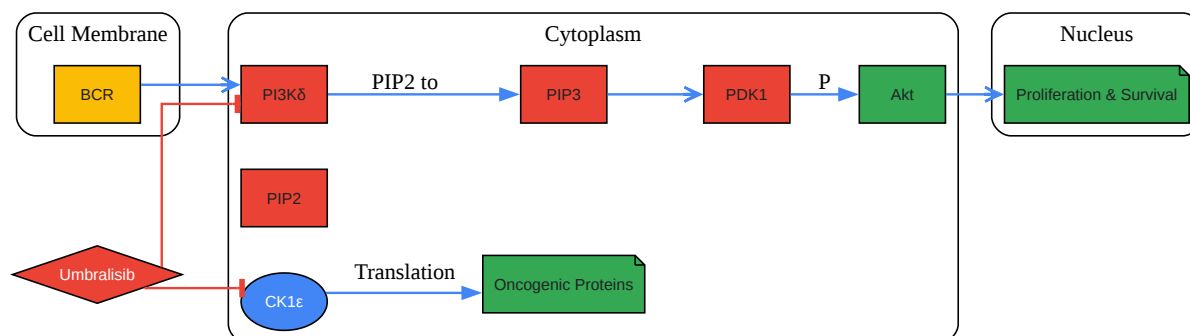 Cell Membrane
Cytoplasm
Nucleus
BCR
PI3Kδ
PIP2 to
PIP3
PDK1
P
Akt
Proliferation & Survival
PIP2
Umbralisib
CK1ε
Translation
Oncogenic Proteins